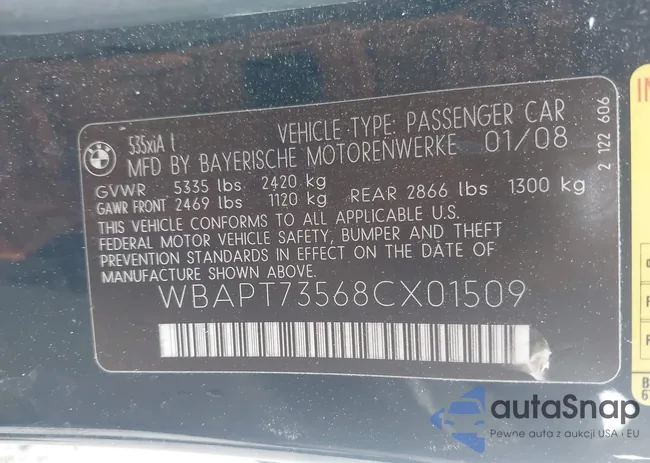 BMW
535xiA I
VEHICLE TYPE: PASSENGER CAR
MFD BY BAYERISCHE MOTORENWERKE 01/08
GVWR 5335 lbs 2420 kg
GAWR FRONT 2469 lbs 1120 kg REAR 2866 lbs 1300 kg
THIS VEHICLE CONFORMS TO ALL APPLICABLE U.S.
FEDERAL MOTOR VEHICLE SAFETY, BUMPER AND THEFT
PREVENTION STANDARDS IN EFFECT ON THE DATE OF
MANUFACTURE SHOWN ABOVE.
WBAPT73568CX01509
2 122 606
autaSnap
Pewne auta z aukcji USA i EU